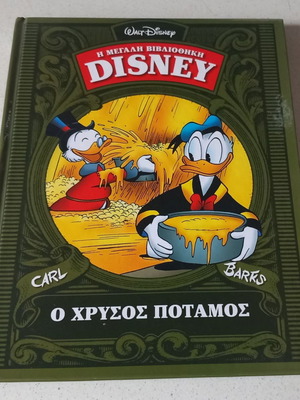 WALT DISNEY
Η ΜΕΓΑΛΗ ΒΙΒΛΙΟΘΗΚΗ
DISNEY
CARL BARKS
Ο ΧΡΥΣΟΣ ΠΟΤΑΜΟΣ